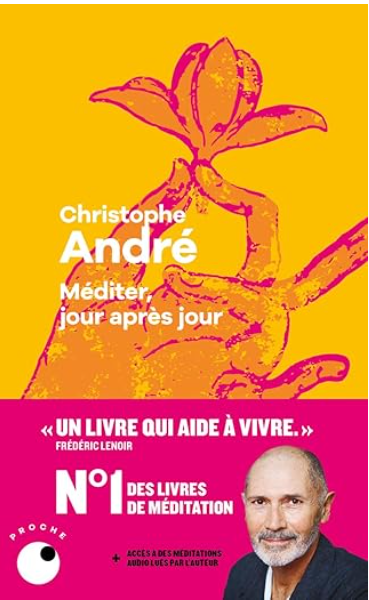 Christophe
André
Méditer,
jour après jour
« UN LIVRE QUI AIDE À VIVRE. »
FRÉDÉRIC LENOIR
N°1 DES LIVRES
DE MÉDITATION
PROCHE
+ ACCÈS À DES MÉDITATIONS
AUDIO LUES PAR L'AUTEUR